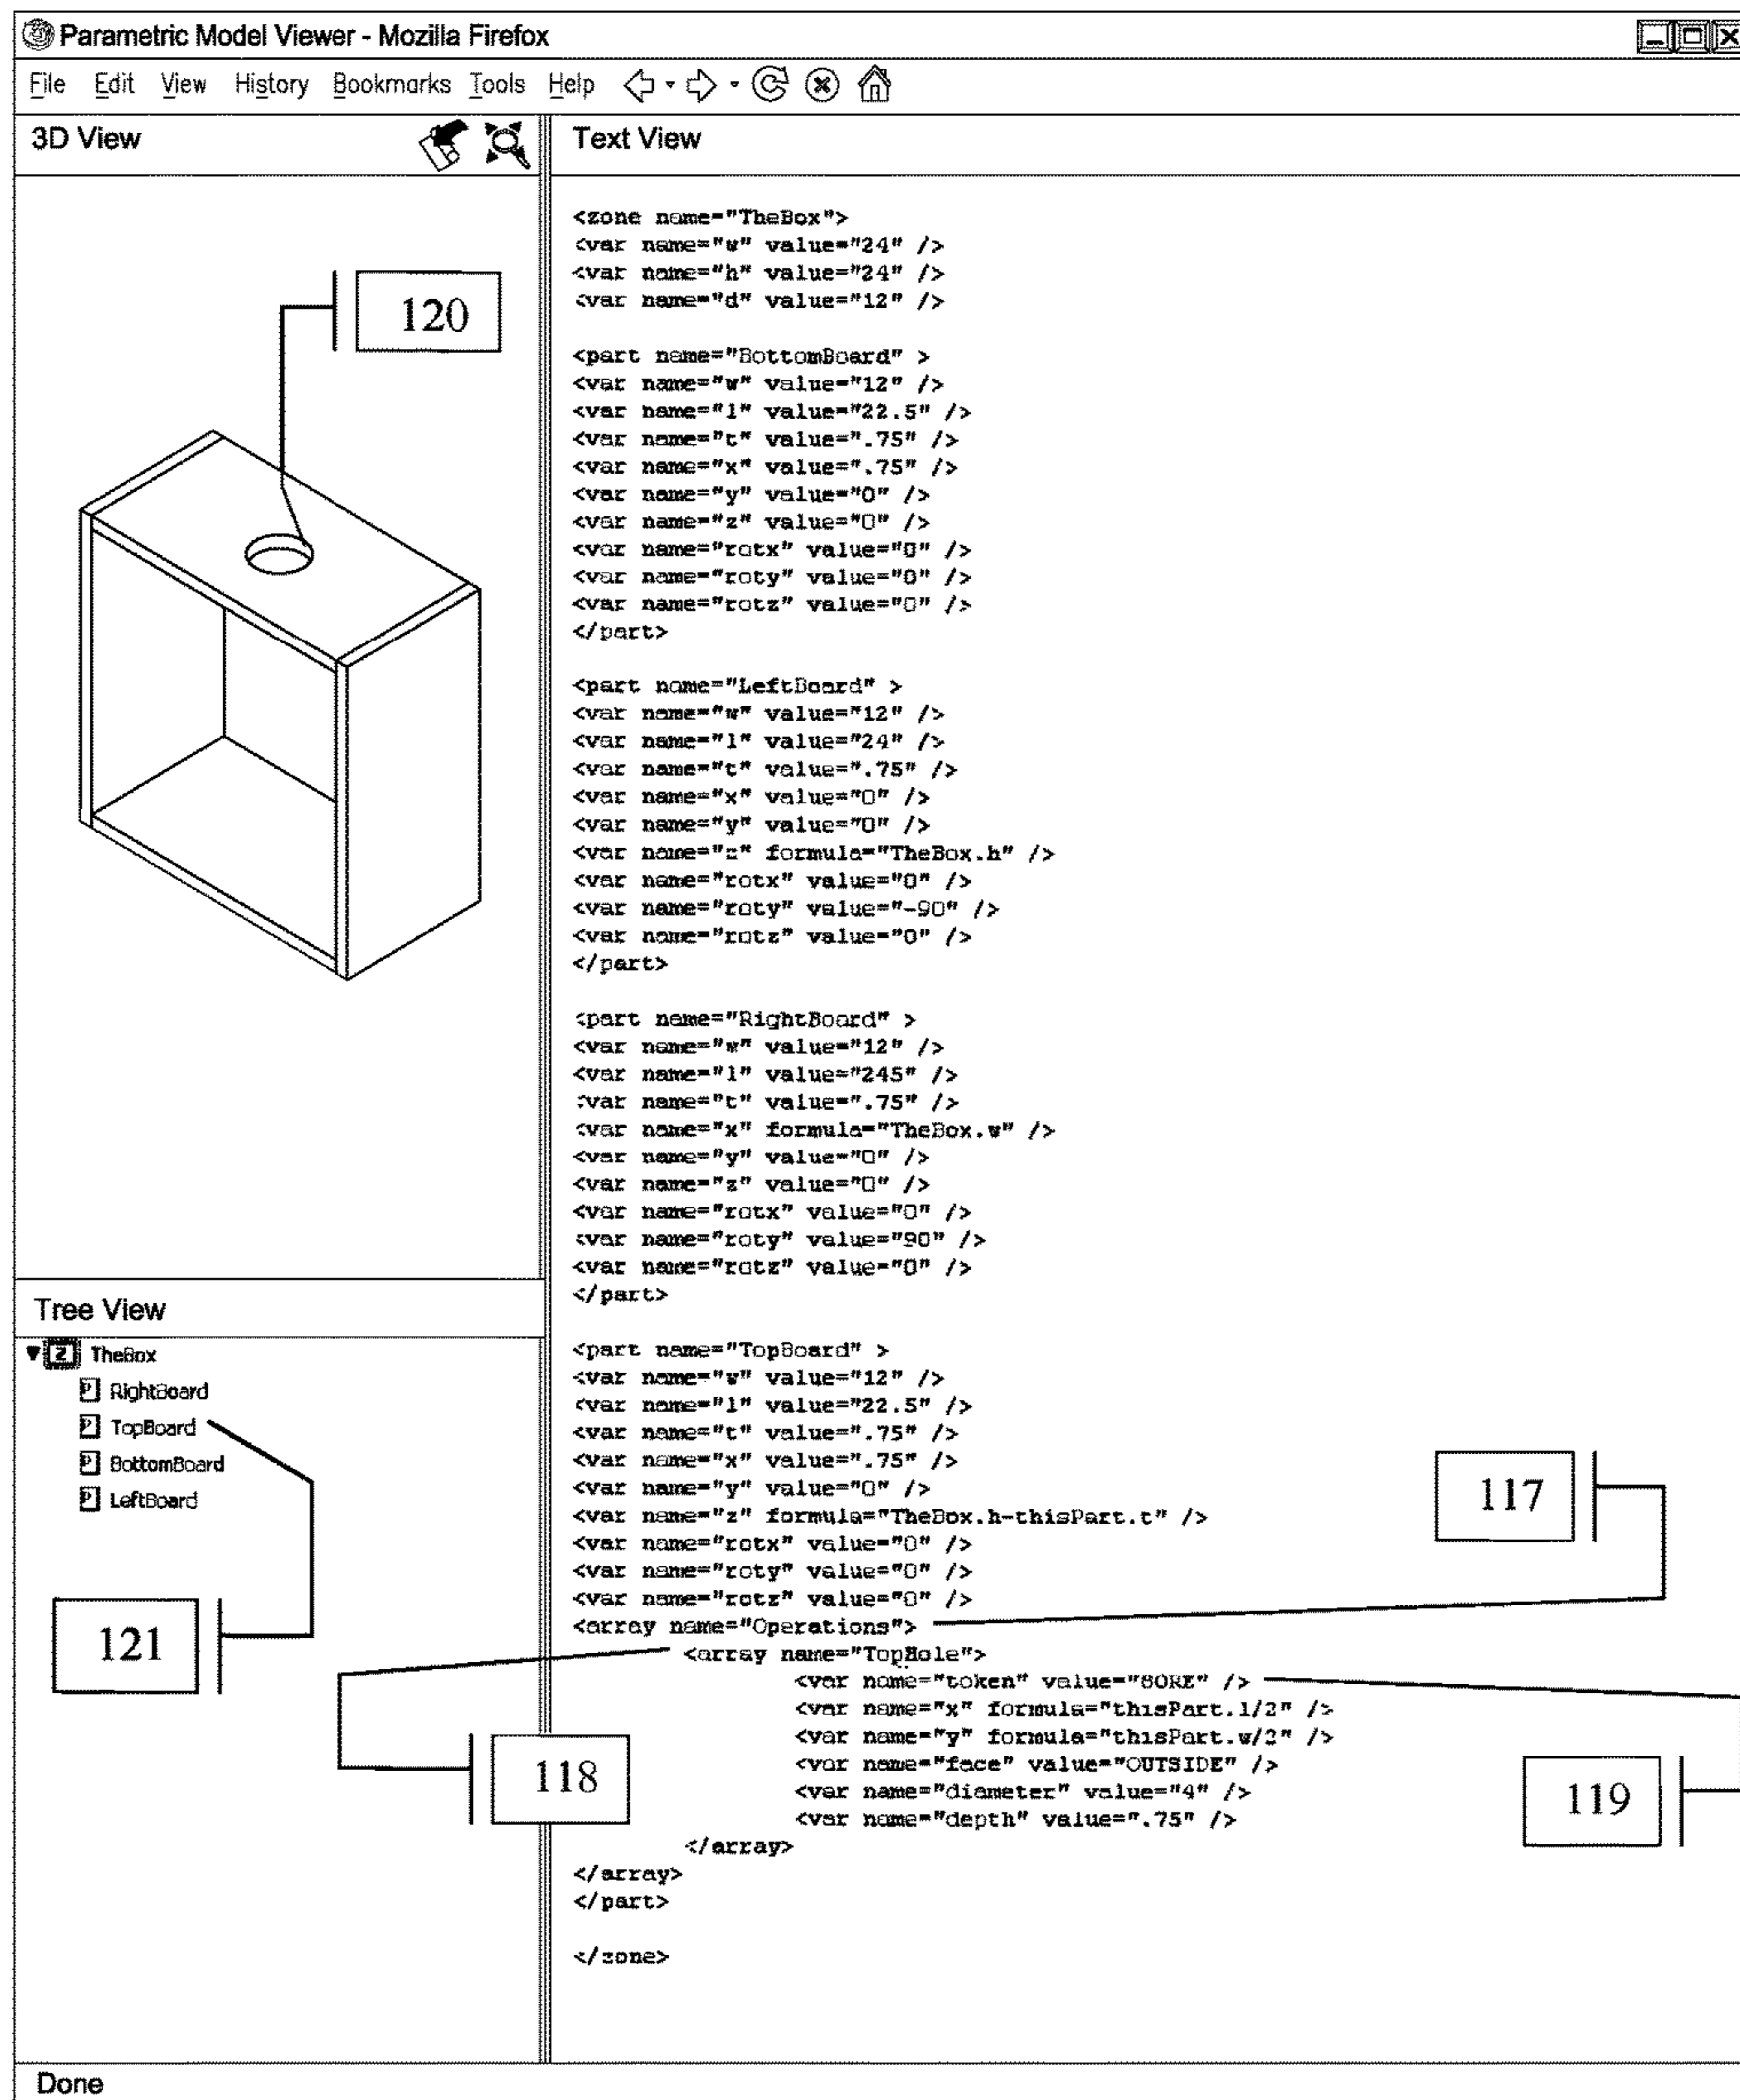 Parametric Model Viewer - Mozilla Firefox
File Edit View History Bookmarks Tools Help
3D View
120
Tree View
TheBox
RightBoard
TopBoard
BottomBoard
LeftBoard
121
118
Text View
<zone name="TheBox">
<var name="w" value="24" />
<var name="h" value="24" />
<var name="d" value="12" />
<part name="BottomBoard" >
<var name="w" value="12" />
<var name="l" value="22.5" />
<var name="t" value=".75" />
<var name="x" value=".75" />
<var name="y" value="0" />
<var name="z" value="0" />
<var name="rotx" value="0" />
<var name="roty" value="0" />
<var name="rotz" value="0" />
</part>
<part name="LeftBoard" >
<var name="w" value="12" />
<var name="l" value="24" />
<var name="t" value=".75" />
<var name="x" value="0" />
<var name="y" value="0" />
<var name="z" formula="TheBox.h" />
<var name="rotx" value="0" />
<var name="roty" value="-90" />
<var name="rotz" value="0" />
</part>
<part name="RightBoard" >
<var name="w" value="12" />
<var name="l" value="245" />
<var name="t" value=".75" />
<var name="x" formula="TheBox.w" />
<var name="y" value="0" />
<var name="z" value="0" />
<var name="rotx" value="0" />
<var name="roty" value="90" />
<var name="rotz" value="0" />
</part>
<part name="TopBoard" >
<var name="w" value="12" />
<var name="l" value="22.5" />
<var name="t" value=".75" />
<var name="x" value=".75" />
<var name="y" value="0" />
<var name="z" formula="TheBox.h-thisPart.t" />
<var name="rotx" value="0" />
<var name="roty" value="0" />
<var name="rotz" value="0" />
<array name="Operations">
<array name="TopHole">
<var name="token" value="BORE" />
<var name="x" formula="thisPart.l/2" />
<var name="y" formula="thisPart.w/2" />
<var name="face" value="OUTSIDE" />
<var name="diameter" value="4" />
<var name="depth" value=".75" />
</array>
</array>
</part>
</zone>
117
119
Done